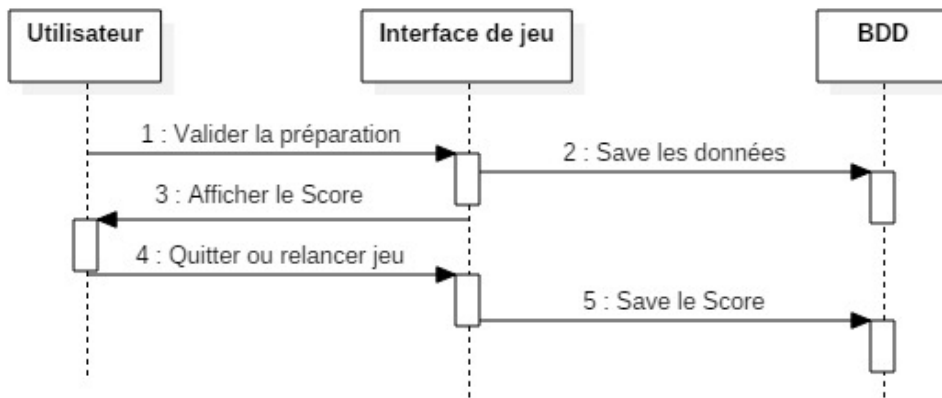 Utilisateur
Interface de jeu
BDD
1 : Valider la préparation
2 : Save les données
3 : Afficher le Score
4 : Quitter ou relancer jeu
5 : Save le Score